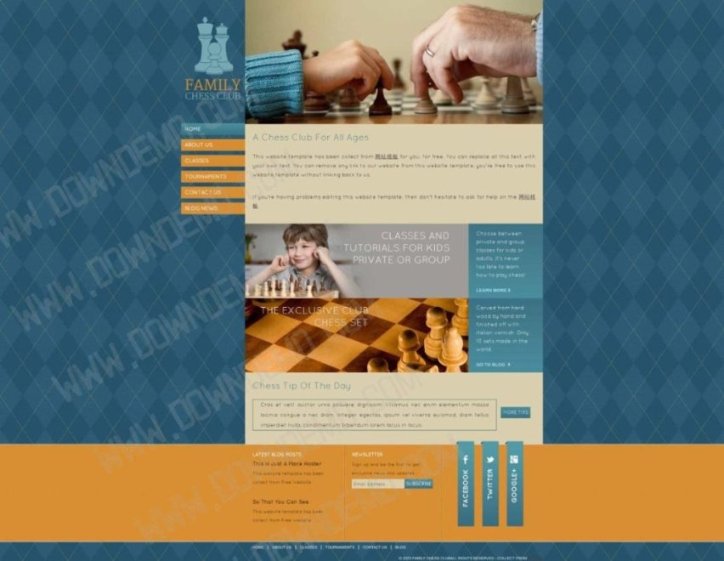 FAMILY
CHESS CLUB
HOME
ABOUT US
CLASSES
TOURNAMENTS
CONTACT US
BLOG NEWS
A Chess Club For All Ages
This website template has been collect from 网站模板 for you, for free. You can replace all this text with
your own text. You can remove any link to our website from this website template, you're free to use this
website template without linking back to us.
If you're having problems editing this website template, then don't hesitate to ask for help on the 网站模
板.
CLASSES AND
TUTORIALS FOR KIDS
PRIVATE OR GROUP
Choose between
private and group
classes for kids or
adults. It's never
too late to learn
how to play chess!
LEARN MORE
THE EXCLUSIVE CLUB
CHESS SET
Carved from hard
wood by hand and
finished off with
Italian varnish. Only
10 sets made in the
world.
GO TO BLOG
Chess Tip Of The Day
Cras et velit auctor urna posuere dignissim. Vivamus nec enim elementum massa
lacinia congue a nec diam. Integer egestas, ipsum vel viverra euismod, diam tellus
imperdiet nulla, condimentum bibendum lorem lacus in lacus.
MORE TIPS
LATEST BLOG POSTS
This is just A Place Holder
This website template has been
collect from Free Website
So That You Can See
This website template has been
collect from Free Website
NEWSLETTER
Sign up and be the first to get
exclusive news and updates.
Email Address
SUBSCRIBE
FACEBOOK
TWITTER
GOOGLE+
HOME | ABOUT US | CLASSES | TOURNAMENTS | CONTACT US | BLOG
FAMILY CHESS CLUB ALL RIGHTS RESERVED - COLLECT FROM